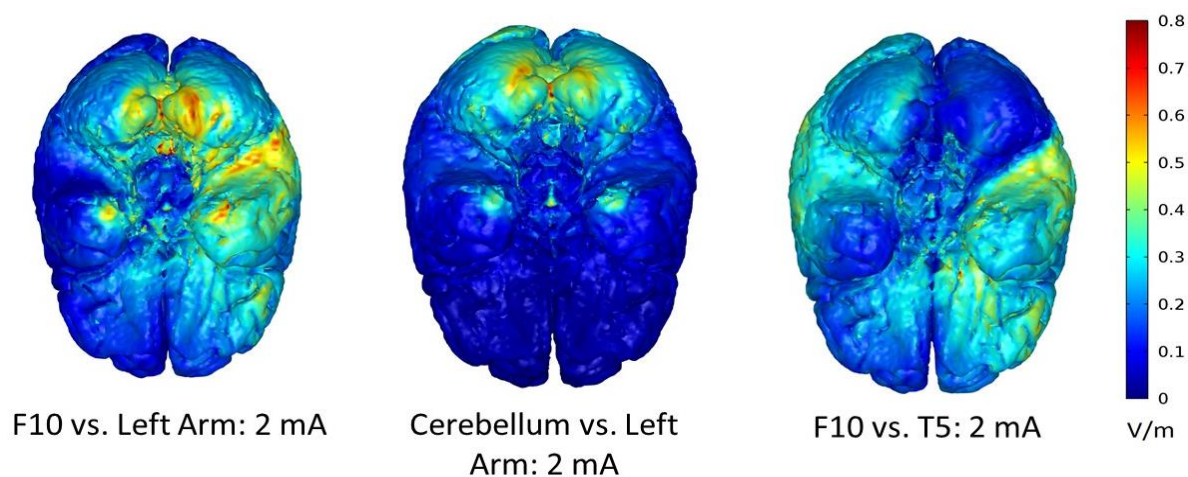 0.8
0.7
0.6
0.5
0.4
0.3
0.2
0.1
0
V/m
F10 vs. Left Arm: 2 mA
Cerebellum vs. Left
Arm: 2 mA
F10 vs. T5: 2 mA